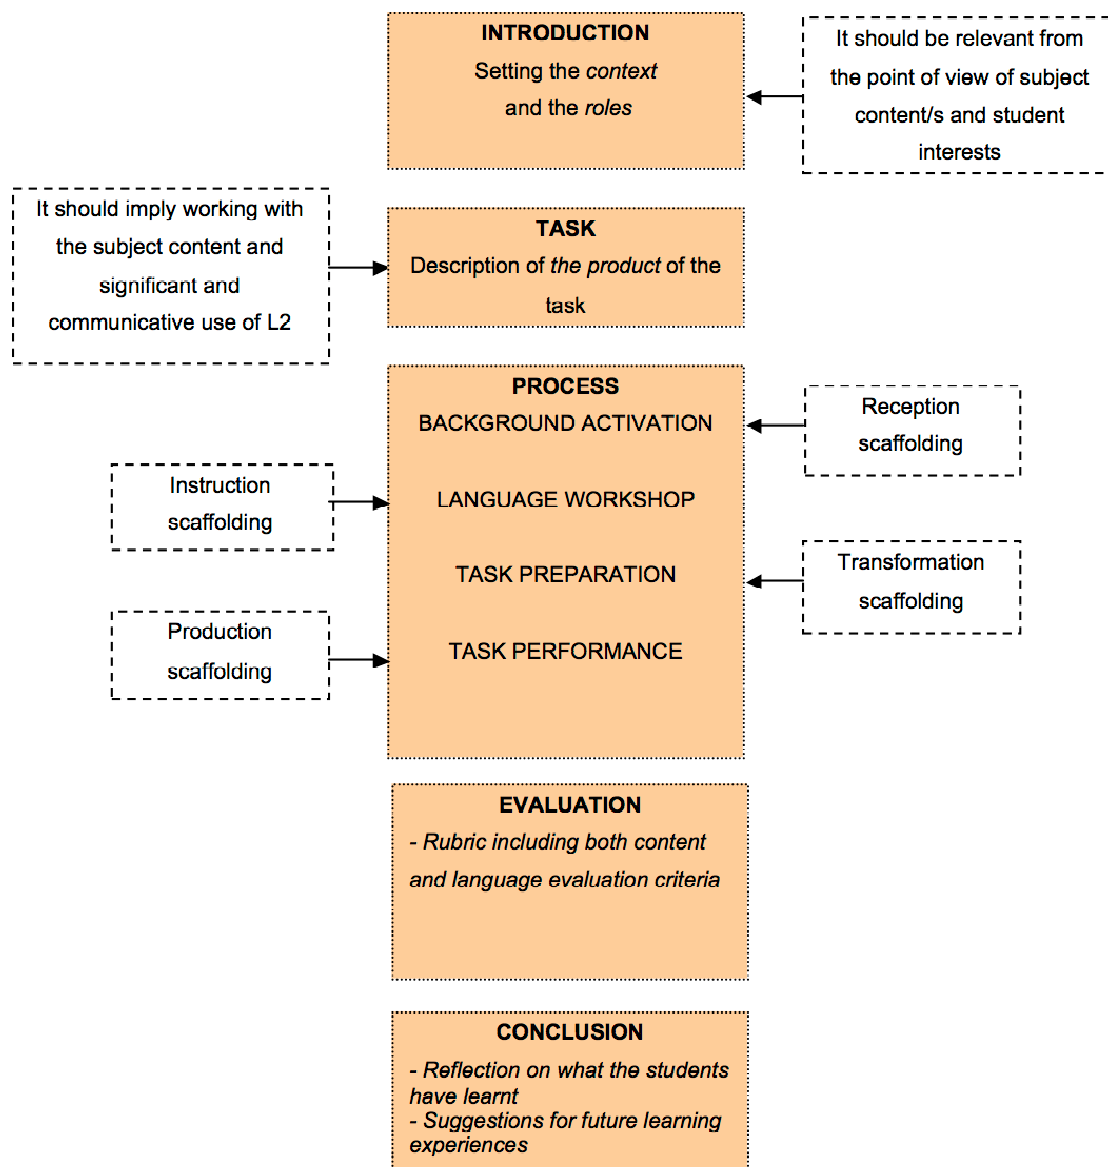 INTRODUCTION
Setting the context
and the roles
It should be relevant from
the point of view of subject
content/s and student
interests
It should imply working with
the subject content and
significant and
communicative use of L2
TASK
Description of the product of the
task
PROCESS
BACKGROUND ACTIVATION
Reception
scaffolding
Instruction
scaffolding
LANGUAGE WORKSHOP
TASK PREPARATION
Transformation
scaffolding
Production
scaffolding
TASK PERFORMANCE
EVALUATION
- Rubric including both content
and language evaluation criteria
CONCLUSION
- Reflection on what the students
have learnt
- Suggestions for future learning
experiences